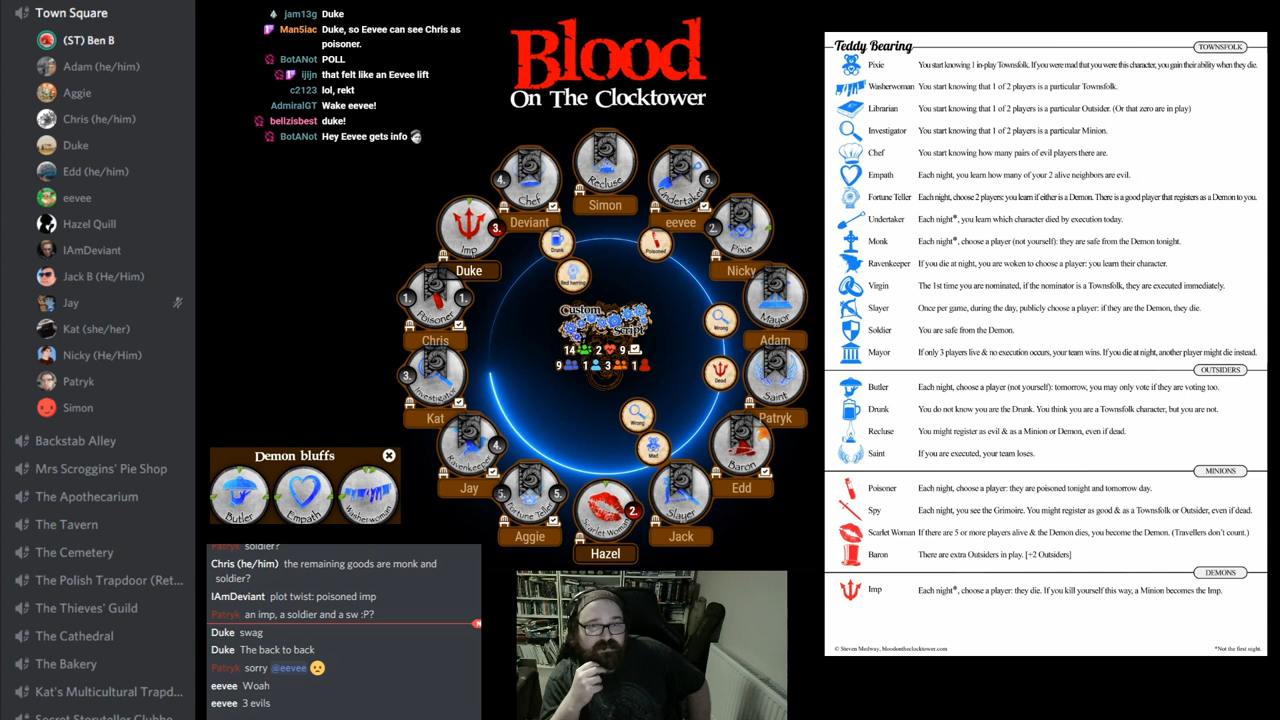 Town Square
(ST) Ben B
Adam (he/him)
Aggie
Chris (he/him)
Duke
Edd (he/him)
eevee
Hazel Quill
IAmDeviant
Jack B (He/Him)
Jay
Kat (she/her)
Nicky (He/Him)
Patryk
Simon
Backstab Alley
Mrs Scroggins' Pie Shop
The Apothecarium
The Tavern
The Cemetery
The Polish Trapdoor (Ret...
The Thieves' Guild
The Cathedral
The Bakery
Kat's Multicultural Trapd...
Secret Storyteller Clubho
jam13g Duke
Man5iac Duke, so Eevee can see Chris as
poisoner.
BotANot POLL
ijijn that felt like an Eevee lift
c2123 lol, rekt
AdmiralGT Wake eevee!
bellzisbest duke!
BotANot Hey Eevee gets info
Blood
On The Clocktower
Recluse
Simon
4.
Chef
Deviant
Undertaker
6.
eevee
Imp
3.
Duke
2.
Pixie
Nicky
Drunk
Poisoned
Red herring
1.
Poisoner
1.
Chris
Mayor
Adam
Custom
Script
14 2 9
9 1 3 1
Wrong
Dead
3.
Investigator
Kat
Saint
Patryk
Wrong
Mad
Ravenkeeper
4.
Jay
Baron
Edd
5.
Fortune Teller
5.
Aggie
Scarlet Woman
2.
Hazel
Slayer
Jack
Demon bluffs
Butler
Empath
Washerwoman
Patryk soldier?
Chris (he/him) the remaining goods are monk and
soldier?
IAmDeviant plot twist: poisoned imp
Patryk an imp, a soldier and a sw :P?
Duke swag
Duke The back to back
Patryk sorry @eevee
eevee Woah
eevee 3 evils
Teddy Bearing
TOWNSFOLK
Pixie You start knowing 1 in-play Townsfolk. If you were mad that you were this character, you gain their ability when they die.
Washerwoman You start knowing that 1 of 2 players is a particular Townsfolk.
Librarian You start knowing that 1 of 2 players is a particular Outsider. (Or that zero are in play)
Investigator You start knowing that 1 of 2 players is a particular Minion.
Chef You start knowing how many pairs of evil players there are.
Empath Each night, you learn how many of your 2 alive neighbors are evil.
Fortune Teller Each night, choose 2 players: you learn if either is a Demon. There is a good player that registers as a Demon to you.
Undertaker Each night*, you learn which character died by execution today.
Monk Each night*, choose a player (not yourself): they are safe from the Demon tonight.
Ravenkeeper If you die at night, you are woken to choose a player: you learn their character.
Virgin The 1st time you are nominated, if the nominator is a Townsfolk, they are executed immediately.
Slayer Once per game, during the day, publicly choose a player: if they are the Demon, they die.
Soldier You are safe from the Demon.
Mayor If only 3 players live & no execution occurs, your team wins. If you die at night, another player might die instead.
OUTSIDERS
Butler Each night, choose a player (not yourself): tomorrow, you may only vote if they are voting too.
Drunk You do not know you are the Drunk. You think you are a Townsfolk character, but you are not.
Recluse You might register as evil & as a Minion or Demon, even if dead.
Saint If you are executed, your team loses.
MINIONS
Poisoner Each night, choose a player: they are poisoned tonight and tomorrow day.
Spy Each night, you see the Grimoire. You might register as good & as a Townsfolk or Outsider, even if dead.
Scarlet Woman If there are 5 or more players alive & the Demon dies, you become the Demon. (Travellers don't count.)
Baron There are extra Outsiders in play. [+2 Outsiders]
DEMONS
Imp Each night*, choose a player: they die. If you kill yourself this way, a Minion becomes the Imp.
© Steven Medway, bloodontheclocktower.com
*Not the first night.